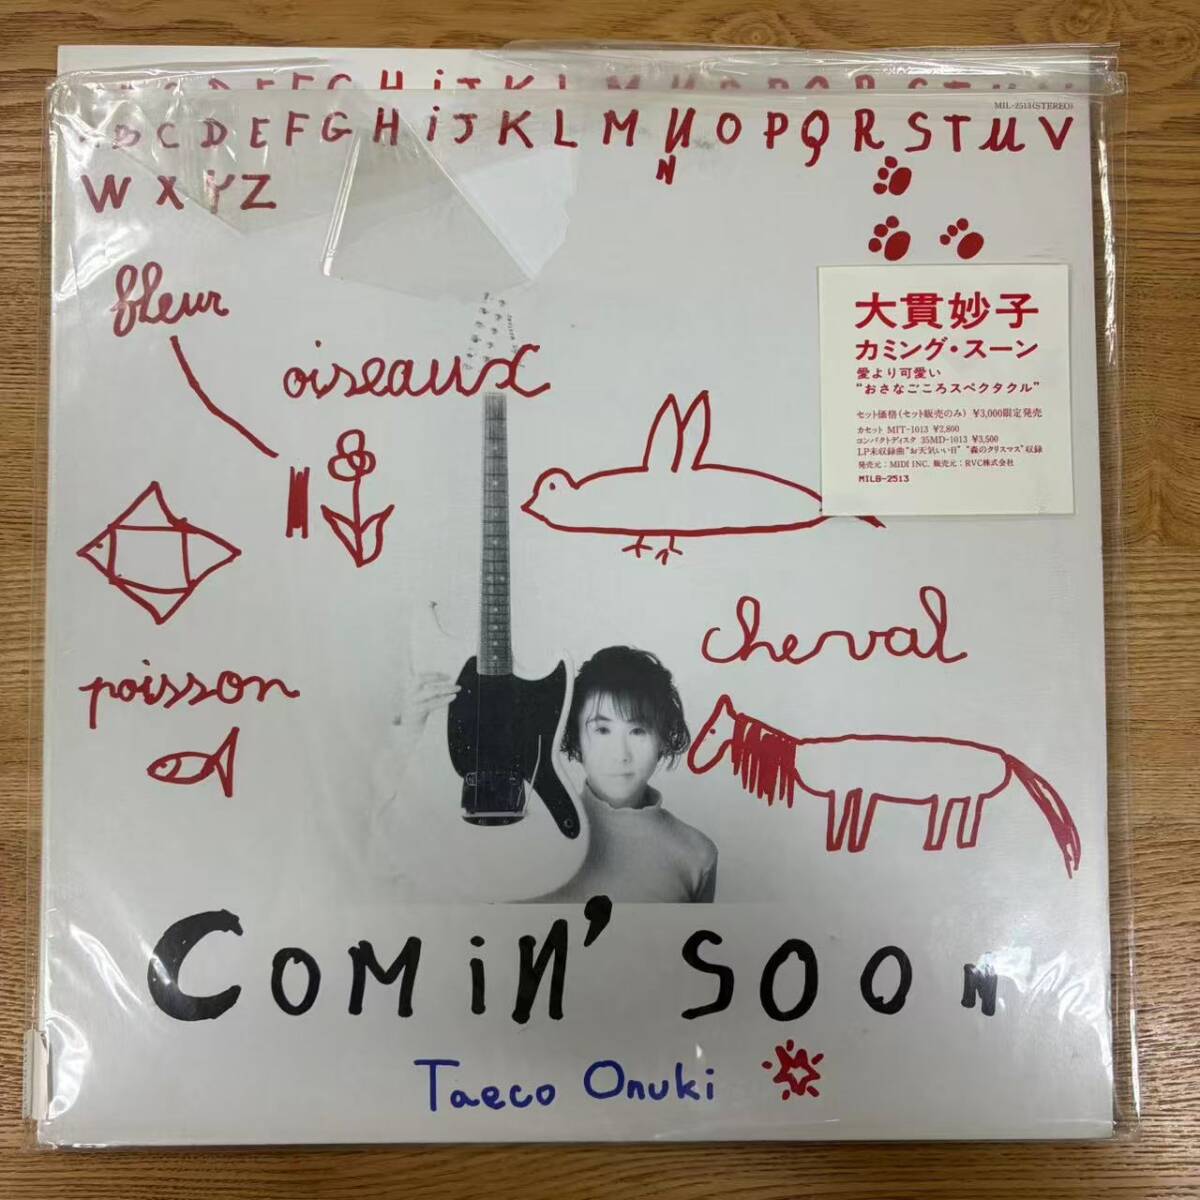 MIL-2513(STEREO)
A B C D E F G H i J K L M И O P Q R S T U V
N
W X Y Z
fleur
oiseaux
大貫妙子
カミング・スーン
愛より可愛い
“おさなごころスペクタクル”
セット価格(セット販売のみ) ¥3,000限定発売
カセット MIT-1013 ¥2,800
コンパクトディスク 35MD-1013 ¥3,500
LP未収録曲“お天気いい日” “森のクリスマス”収録
発売元:MIDI INC. 販売元:RVC株式会社
MILB-2513
poisson
cheval
COMiИ' SOON
Taeco Onuki